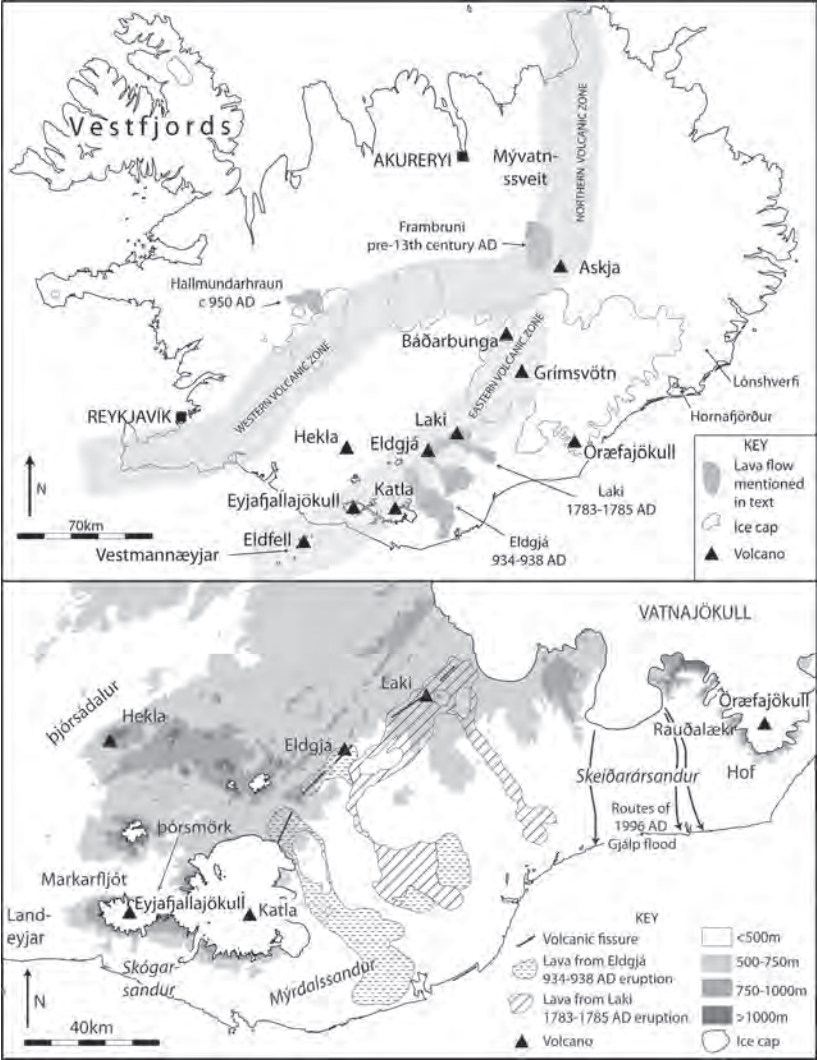 Vestfjords
AKURERYI
Mývatn-
ssveit
NORTHERN VOLCANIC ZONE
Frambruni
pre-13th century AD
Askja
Hallmundarhraun
c 950 AD
Báðarbunga
EASTERN VOLCANIC ZONE
WESTERN VOLCANIC ZONE
Grímsvötn
Lónshverfi
Hornafjörður
REYKJAVÍK
Laki
Hekla
Eldgjá
Öræfajökull
N
Eyjafjallajökull
Katla
Laki
1783-1785 AD
70km
Eldfell
Vestmannæyjar
Eldgjá
934-938 AD
KEY
Lava flow
mentioned
in text
Ice cap
Volcano
VATNAJÖKULL
þjórsádalur
Hekla
Laki
Eldgjá
Öræfajökull
Rauðalækr
Skeiðarársandur
Hof
Routes of
1996 AD
Gjálp flood
þórsmörk
Markarfljót
Eyjafjallajökull
Katla
Land-
eyjar
Skógar-
sandur
Mýrdalssandur
N
40km
KEY
Volcanic fissure
Lava from Eldgjá
934-938 AD eruption
Lava from Laki
1783-1785 AD eruption
Volcano
<500m
500-750m
750-1000m
>1000m
Ice cap